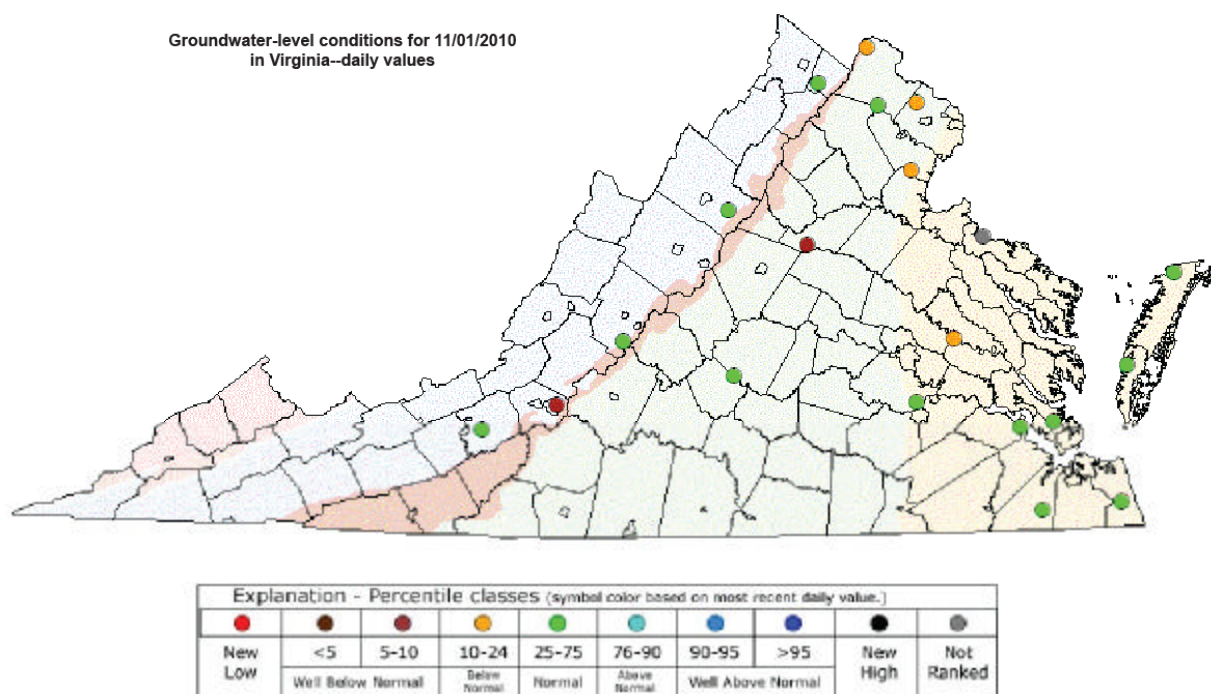 Groundwater-level conditions for 11/01/2010
in Virginia--daily values
Explanation - Percentile classes (symbol color based on most recent daily value.)
New Low <5 5-10 10-24 25-75 76-90 90-95 >95 New High Not Ranked
Well Below Normal Below Normal Normal Above Normal Well Above Normal